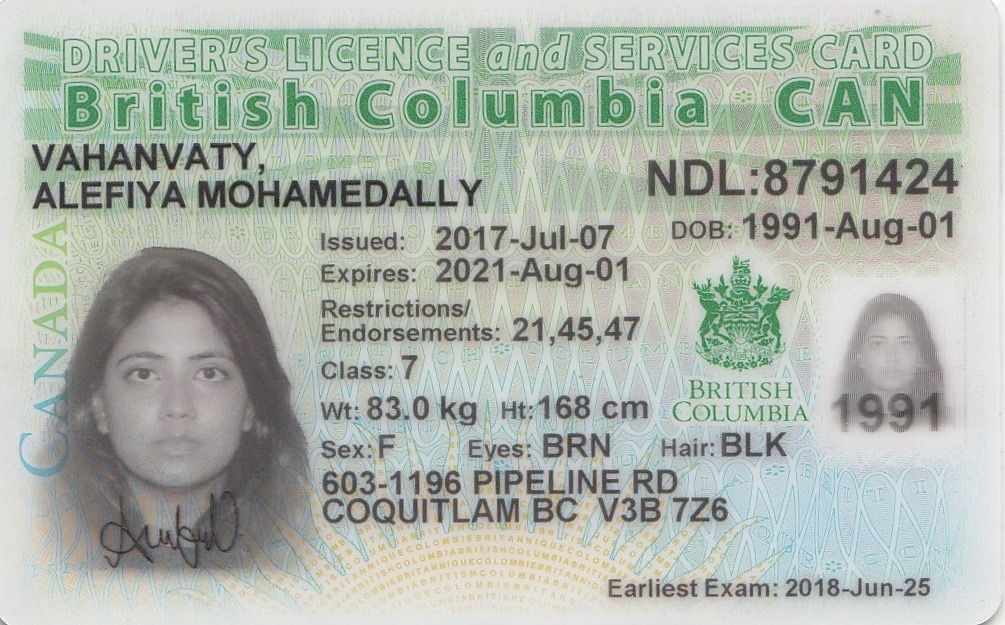 DRIVER'S LICENCE and SERVICES CARD
British Columbia CAN
VAHANVATY,
ALEFIYA MOHAMEDALLY
NDL:8791424
Issued: 2017-Jul-07
DOB: 1991-Aug-01
Expires: 2021-Aug-01
Restrictions/
Endorsements: 21,45,47
Class: 7
Wt: 83.0 kg Ht: 168 cm
Sex: F Eyes: BRN Hair: BLK
603-1196 PIPELINE RD
COQUITLAM BC V3B 7Z6
Earliest Exam: 2018-Jun-25
CANADA
BRITISH
COLUMBIA
1991